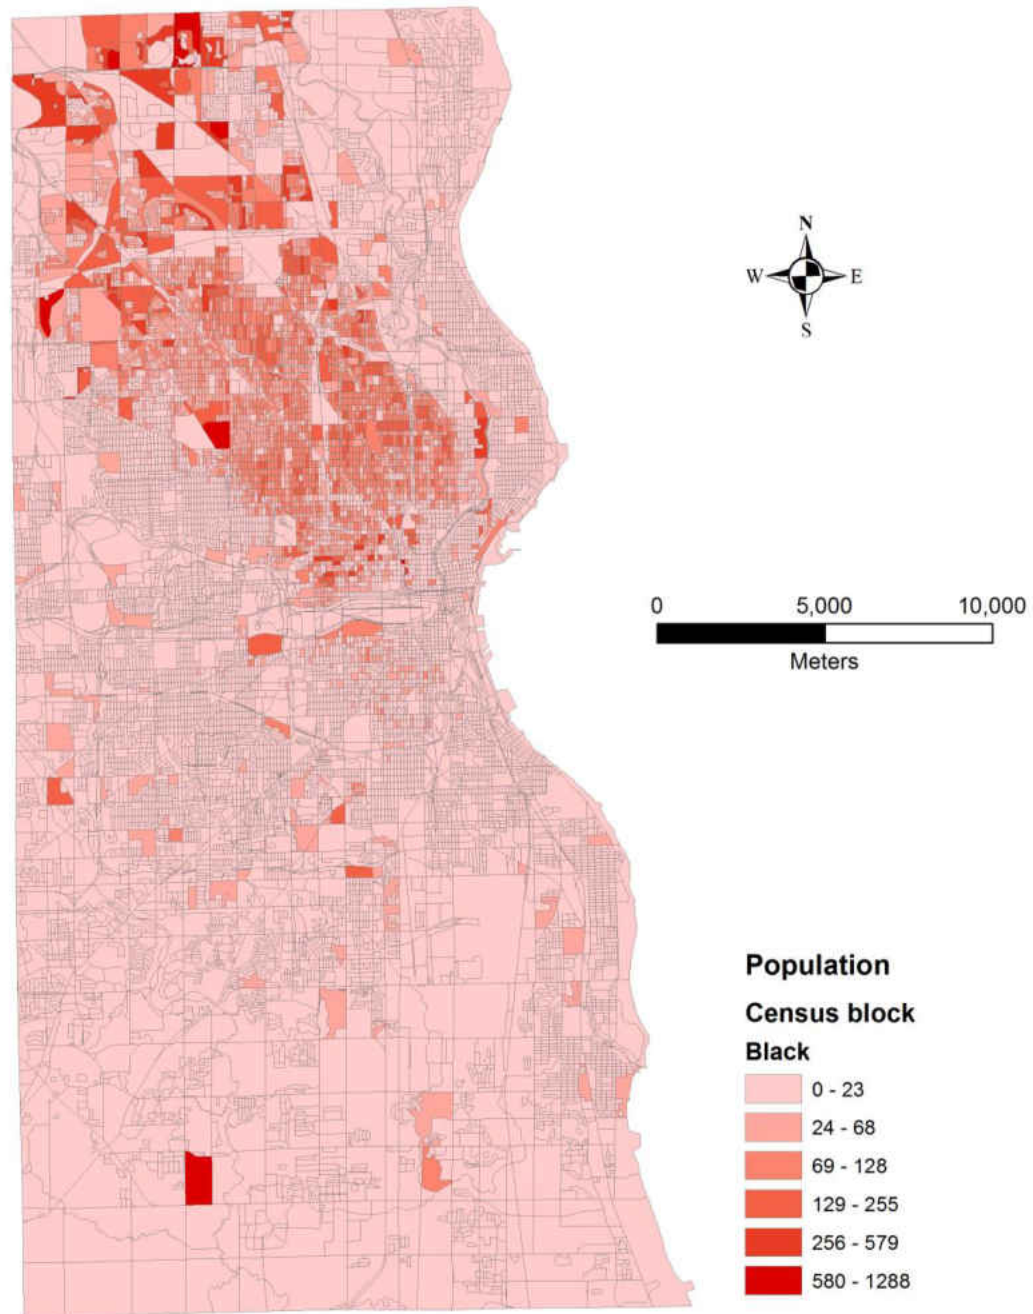 N
W E
S
0 5,000 10,000
Meters
Population
Census block
Black
0 - 23
24 - 68
69 - 128
129 - 255
256 - 579
580 - 1288